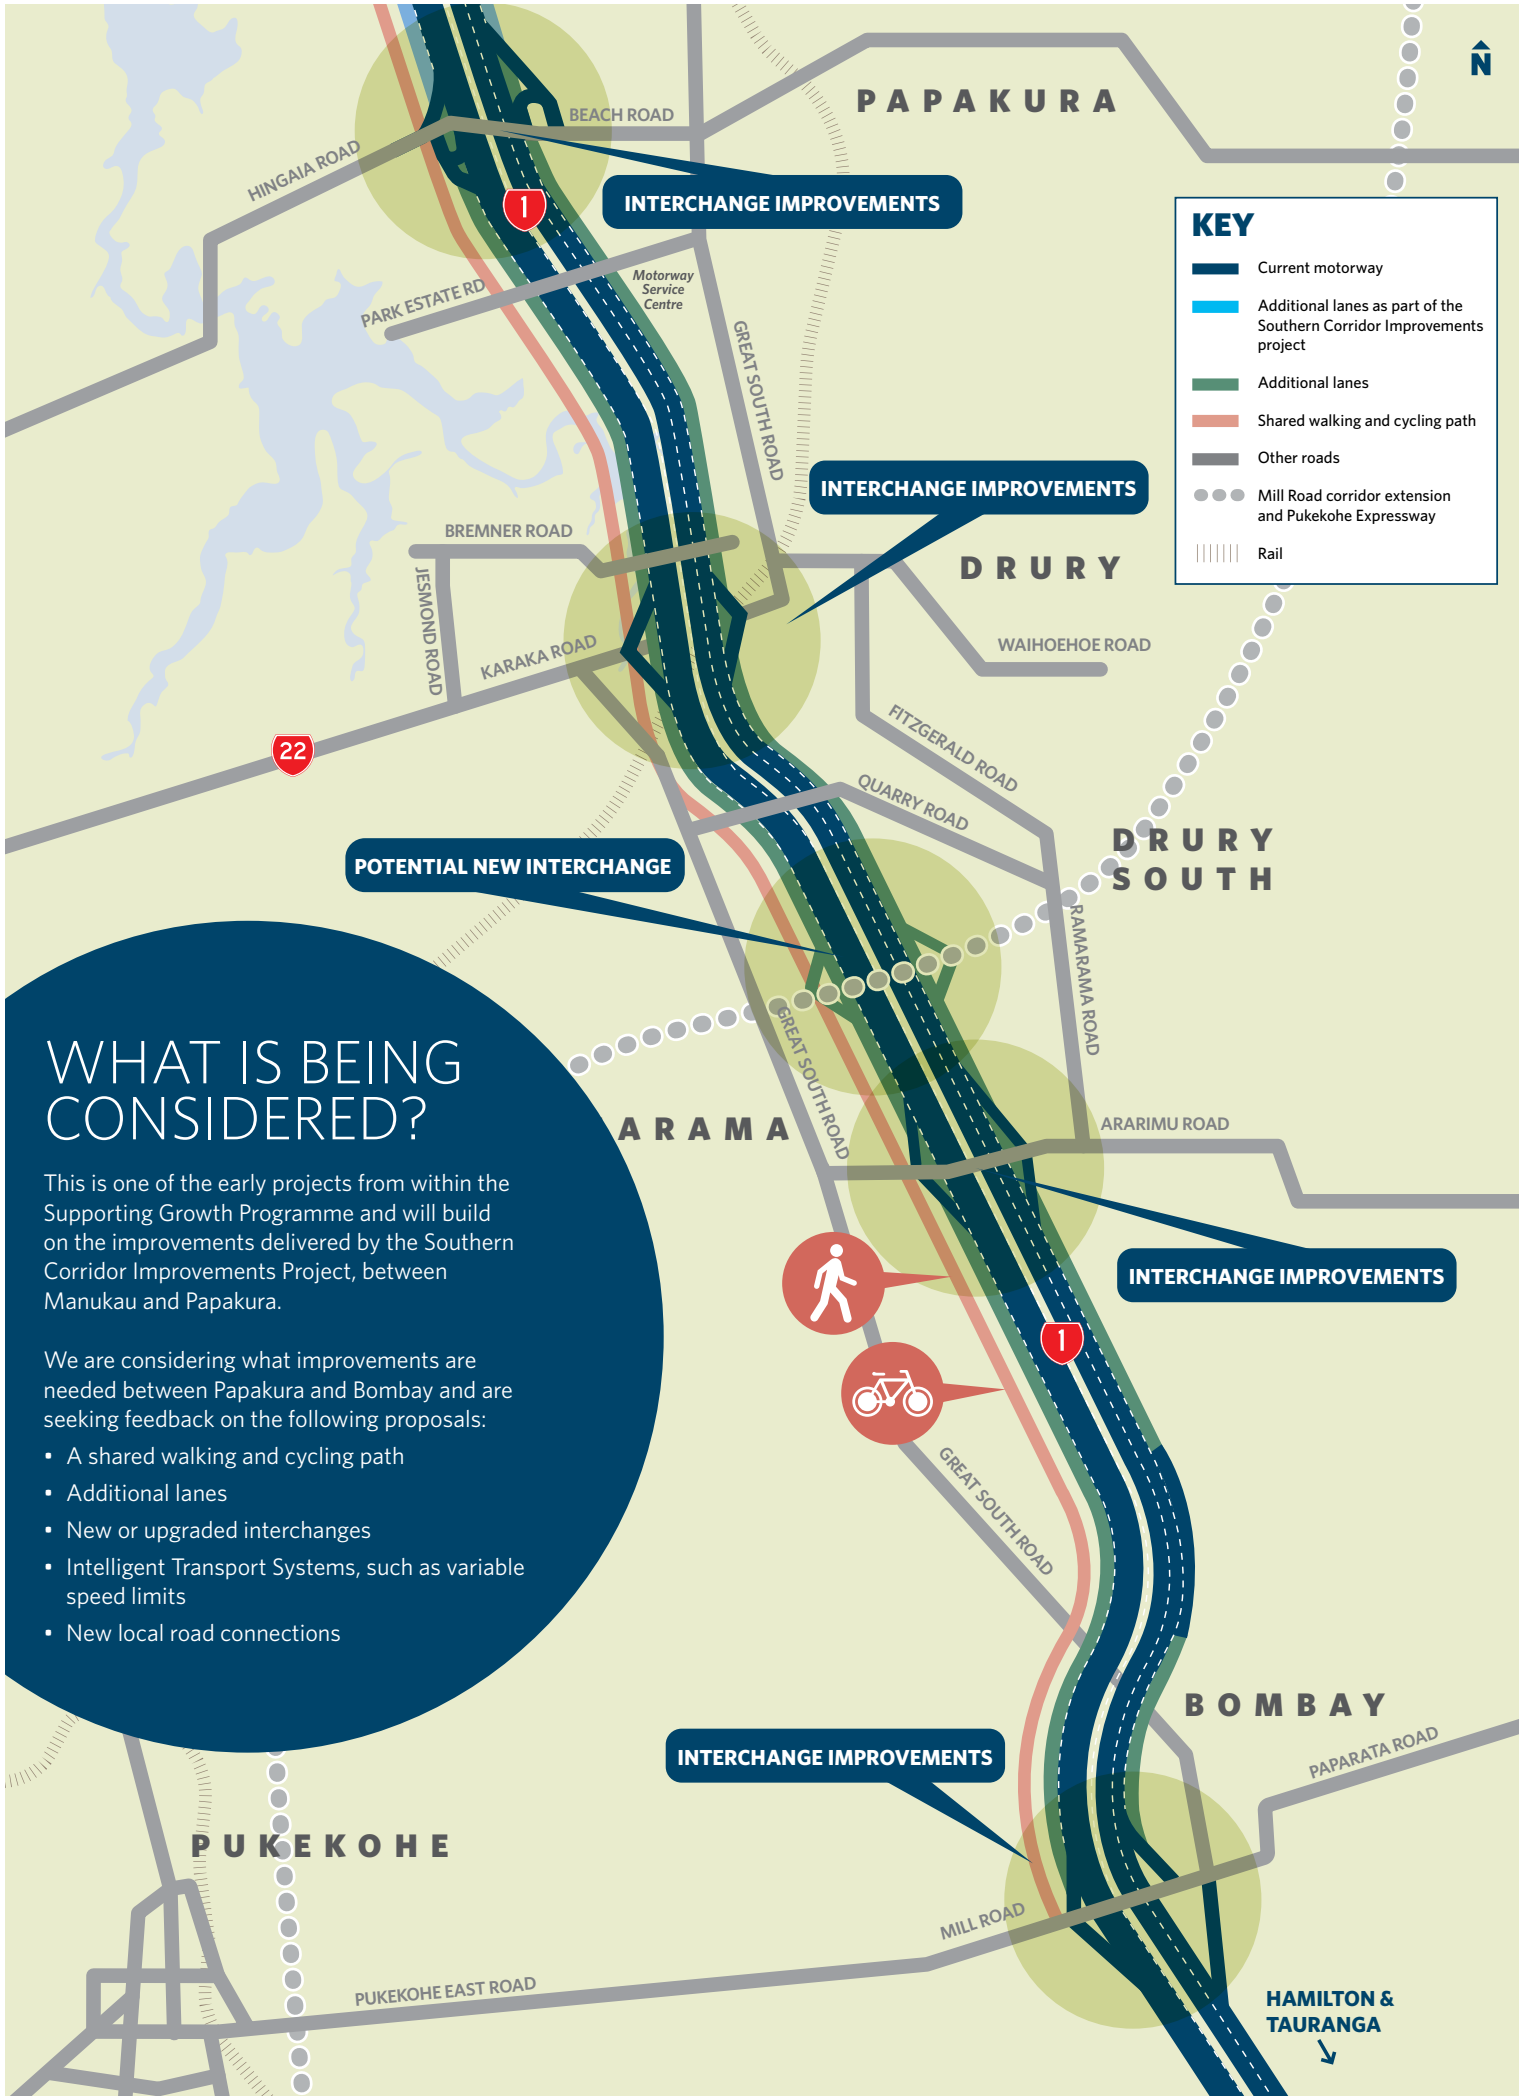 N
PAPAKURA
BEACH ROAD
HINGAIA ROAD
INTERCHANGE IMPROVEMENTS
1
PARK ESTATE RD
Motorway
Service
Centre
GREAT SOUTH ROAD
KEY
Current motorway
Additional lanes as part of the
Southern Corridor Improvements
project
Additional lanes
Shared walking and cycling path
Other roads
Mill Road corridor extension
and Pukekohe Expressway
Rail
INTERCHANGE IMPROVEMENTS
BREMNER ROAD
DRURY
JESMOND ROAD
KARAKA ROAD
WAIHOEHOE ROAD
22
FITZGERALD ROAD
QUARRY ROAD
DRURY
SOUTH
POTENTIAL NEW INTERCHANGE
RAMARAMA ROAD
GREAT SOUTH ROAD
ARAMA
ARARIMU ROAD
INTERCHANGE IMPROVEMENTS
1
WHAT IS BEING
CONSIDERED?
This is one of the early projects from within the
Supporting Growth Programme and will build
on the improvements delivered by the Southern
Corridor Improvements Project, between
Manukau and Papakura.
We are considering what improvements are
needed between Papakura and Bombay and are
seeking feedback on the following proposals:
• A shared walking and cycling path
• Additional lanes
• New or upgraded interchanges
• Intelligent Transport Systems, such as variable
speed limits
• New local road connections
GREAT SOUTH ROAD
BOMBAY
PAPARATA ROAD
INTERCHANGE IMPROVEMENTS
PUKEKOHE
MILL ROAD
PUKEKOHE EAST ROAD
HAMILTON &
TAURANGA